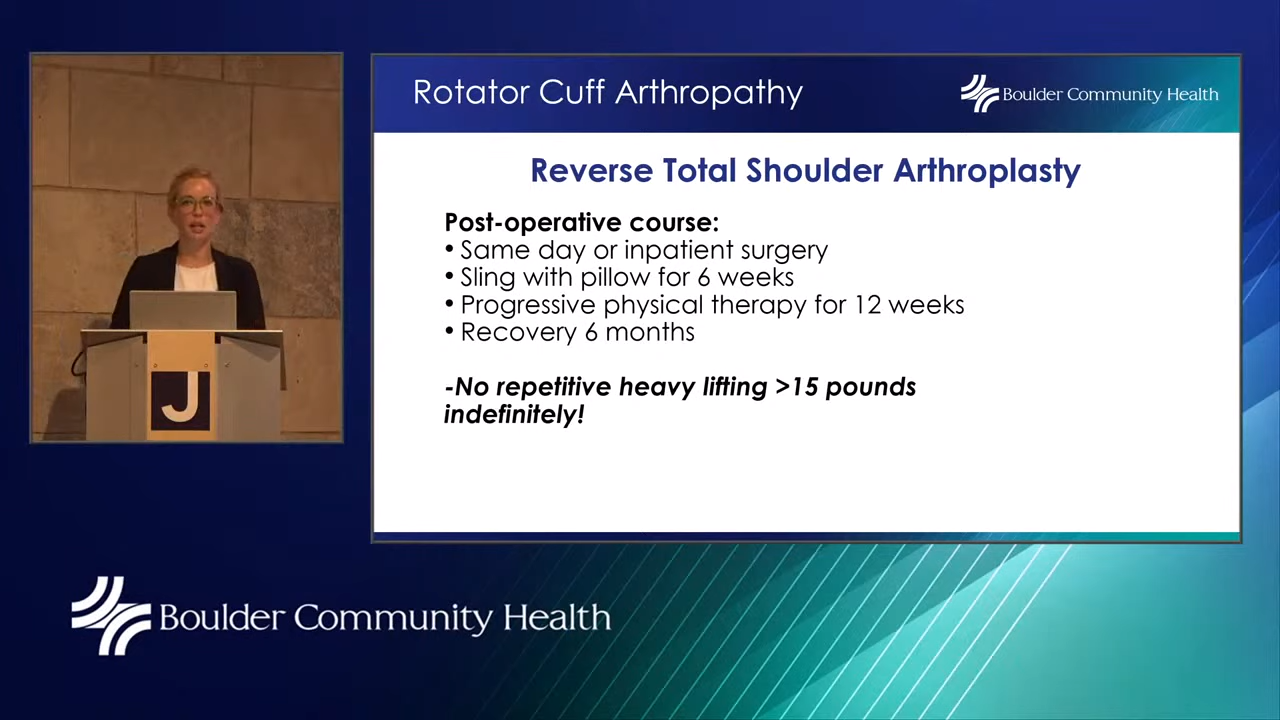 Rotator Cuff Arthropathy
Boulder Community Health
Reverse Total Shoulder Arthroplasty
Post-operative course:
• Same day or inpatient surgery
• Sling with pillow for 6 weeks
• Progressive physical therapy for 12 weeks
• Recovery 6 months
-No repetitive heavy lifting >15 pounds
indefinitely!
J
Boulder Community Health